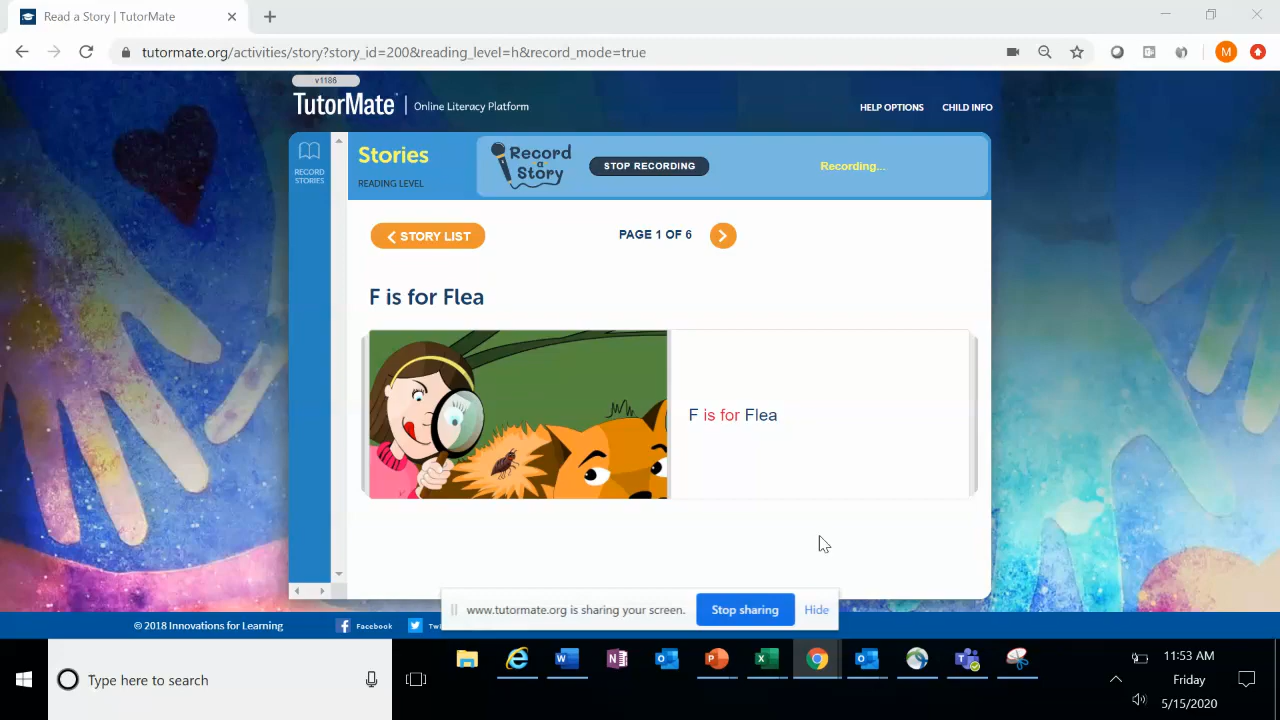 Read a Story | TutorMate
tutormate.org/activities/story?story_id=200&reading_level=h&record_mode=true
M
v1186
TutorMate | Online Literacy Platform
HELP OPTIONS
CHILD INFO
RECORD
STORIES
Stories
READING LEVEL
Record
a
Story
STOP RECORDING
Recording...
STORY LIST
PAGE 1 OF 6
F is for Flea
F is for Flea
www.tutormate.org is sharing your screen.
Stop sharing
Hide
© 2018 Innovations for Learning
Facebook
Type here to search
11:53 AM
Friday
5/15/2020